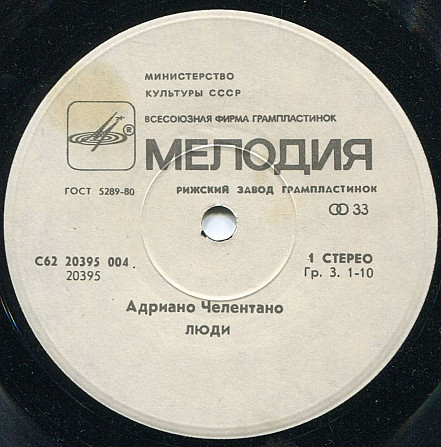 МИНИСТЕРСТВО
КУЛЬТУРЫ СССР
ВСЕСОЮЗНАЯ ФИРМА ГРАМПЛАСТИНОК
®
МЕЛОДИЯ
ГОСТ 5289-80
РИЖСКИЙ ЗАВОД ГРАМПЛАСТИНОК
33
С62 20395 004
1 СТЕРЕО
20395
Гр. 3. 1-10
Адриано Челентано
ЛЮДИ